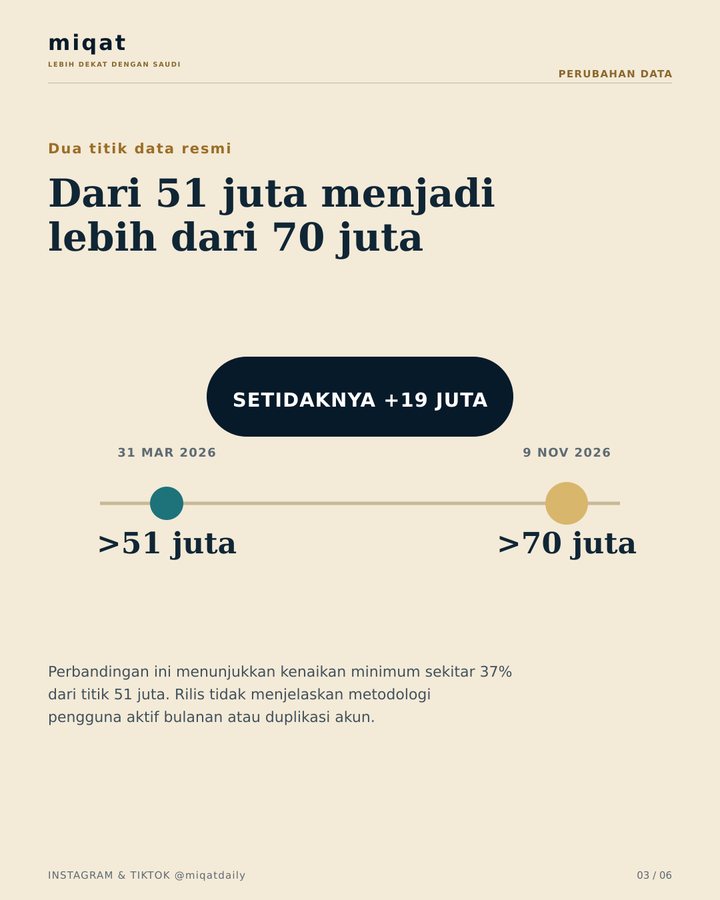 miqat
LEBIH DEKAT DENGAN SAUDI
PERUBAHAN DATA
Dua titik data resmi
Dari 51 juta menjadi
lebih dari 70 juta
SETIDAKNYA +19 JUTA
31 MAR 2026
9 NOV 2026
>51 juta
>70 juta
Perbandingan ini menunjukkan kenaikan minimum sekitar 37%
dari titik 51 juta. Rilis tidak menjelaskan metodologi
pengguna aktif bulanan atau duplikasi akun.
INSTAGRAM & TIKTOK @miqatdaily
03 / 06